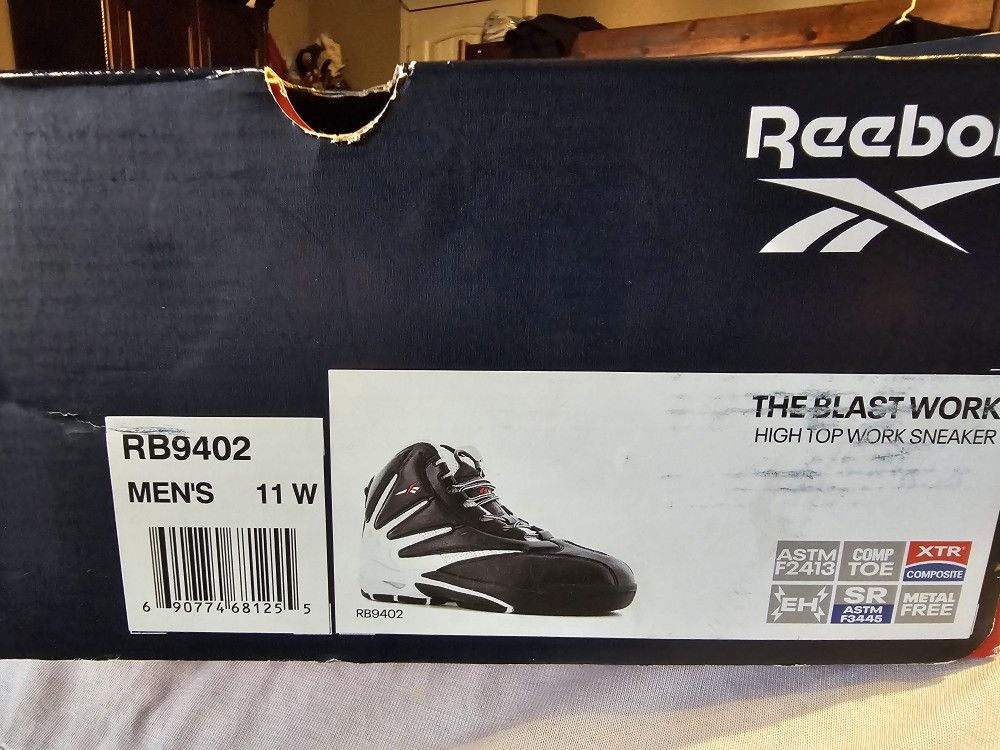 Reebo
THE BLAST WORK
HIGH TOP WORK SNEAKER
RB9402
MEN'S 11 W
6 90774 68125 5
RB9402
ASTM
F2413
COMP
TOE
XTR
COMPOSITE
EH
SR
ASTM
F3445
METAL
FREE